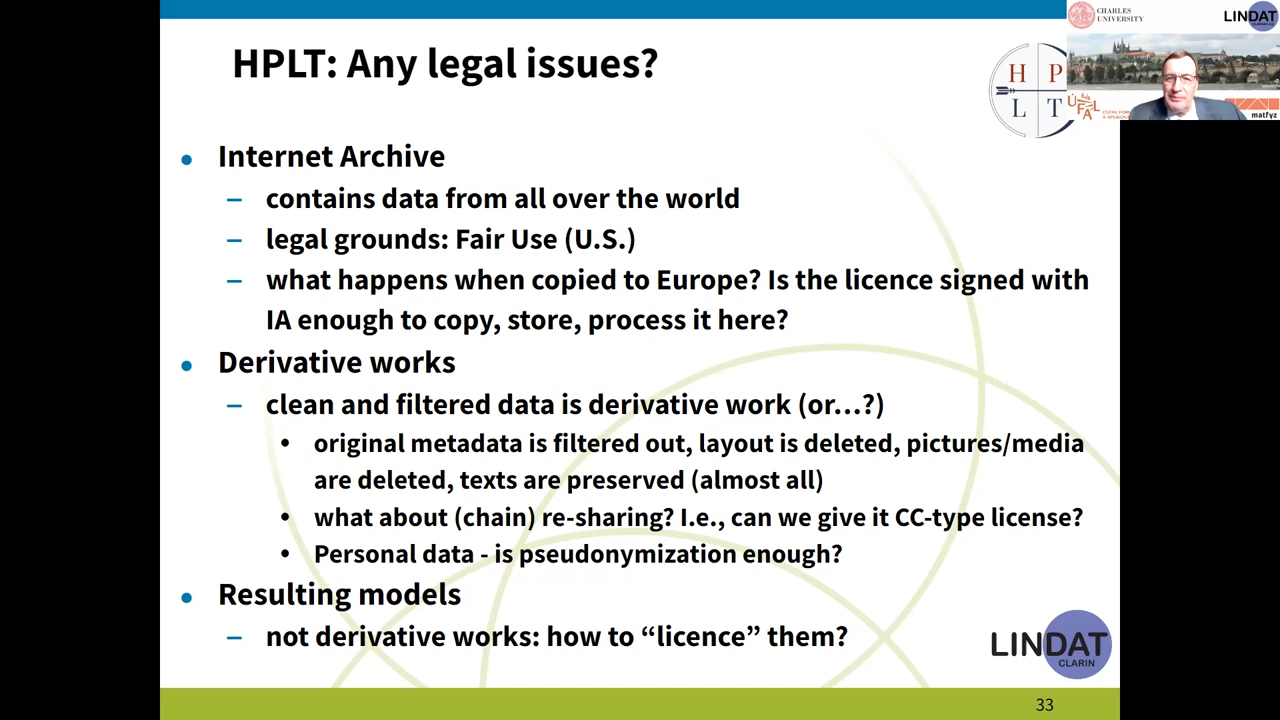 HPLT: Any legal issues?
H P
L T
ÚFAL
CHARLES
UNIVERSITY
LINDAT
CLARIAH-CZ
matfyz
• Internet Archive
– contains data from all over the world
– legal grounds: Fair Use (U.S.)
– what happens when copied to Europe? Is the licence signed with
IA enough to copy, store, process it here?
• Derivative works
– clean and filtered data is derivative work (or…?)
• original metadata is filtered out, layout is deleted, pictures/media
are deleted, texts are preserved (almost all)
• what about (chain) re-sharing? I.e., can we give it CC-type license?
• Personal data - is pseudonymization enough?
• Resulting models
– not derivative works: how to “licence” them?
LINDAT
CLARIN
33